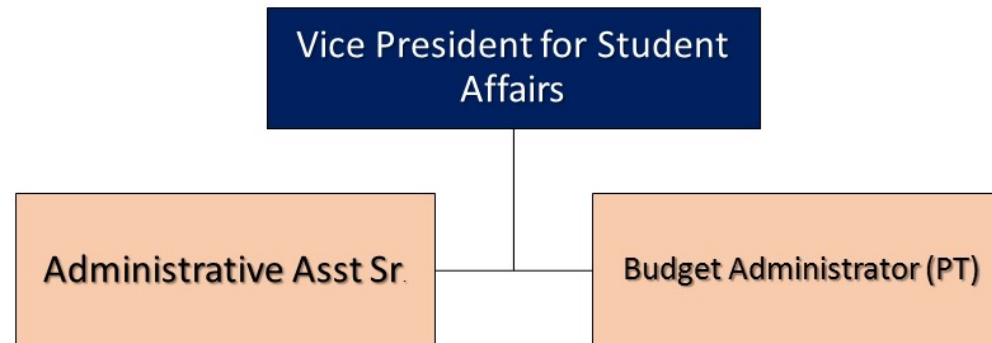 Vice President for Student
Affairs
Administrative Asst Sr.
Budget Administrator (PT)